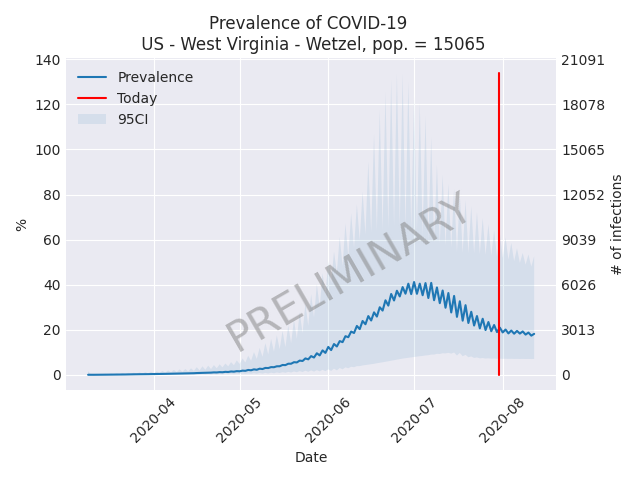 Prevalence of COVID-19
US - West Virginia - Wetzel, pop. = 15065
Prevalence
Today
95CI
PRELIMINARY
%
140
120
100
80
60
40
20
0
21091
18078
15065
12052
9039
6026
3013
0
# of infections
2020-04
2020-05
2020-06
2020-07
2020-08
Date